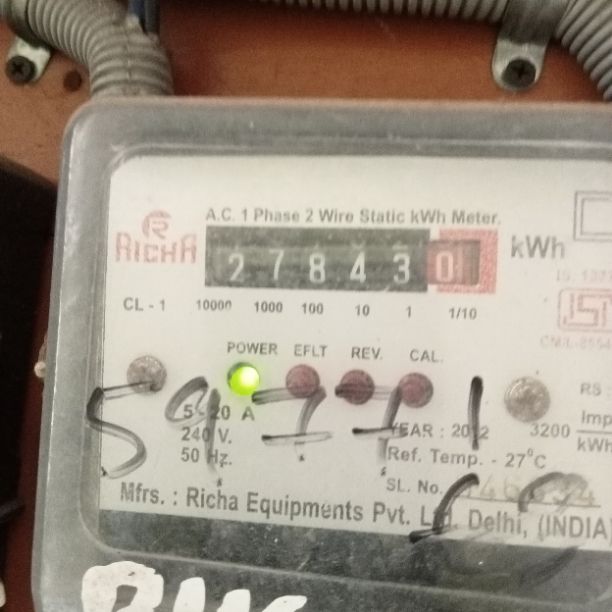 A.C. 1 Phase 2 Wire Static kWh Meter.
RICHA
2 7 8 4 3 0 kWh
CL - 1 10000 1000 100 10 1 1/10
POWER EFLT REV. CAL.
RS
5 - 20 A
YEAR : 2012 3200 Imp
240 V.
kWh
50 Hz.
Ref. Temp. - 27°C
SL. No.
Mfrs. : Richa Equipments Pvt. Ltd. Delhi, (INDIA)